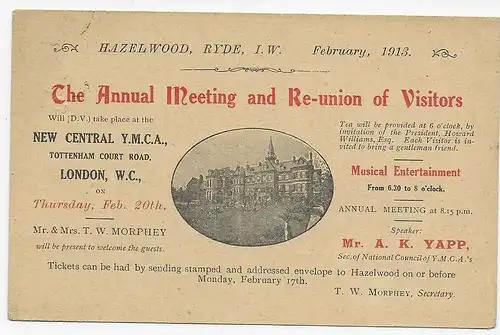 HAZELWOOD, RYDE, I.W. February, 1913.
The Annual Meeting and Re-union of Visitors
Will (D.V.) take place at the
NEW CENTRAL Y.M.C.A.,
TOTTENHAM COURT ROAD,
LONDON, W.C.,
ON
Thursday, Feb. 20th.
Mr. & Mrs. T. W. MORPHEY
will be present to welcome the guests.
Tea will be provided at 6 o'clock, by
invitation of the President, Howard
Williams, Esq. Each Visitor is in-
vited to bring a gentleman friend.
Musical Entertainment
From 6.30 to 8 o'clock.
ANNUAL MEETING at 8.15 p.m.
Speaker:
Mr. A. K. YAPP,
Sec. of National Council of Y.M.C.A.'s
Tickets can be had by sending stamped and addressed envelope to Hazelwood on or before
Monday, February 17th.
T. W. MORPHEY, Secretary.